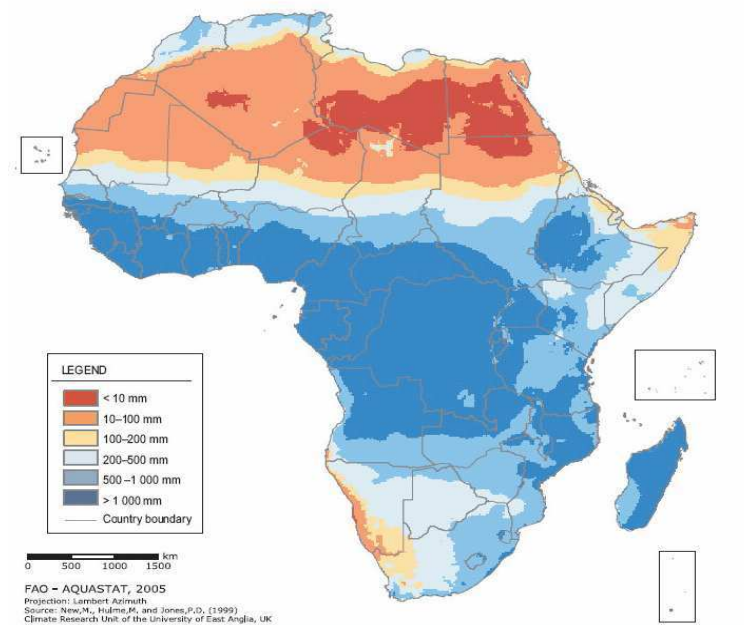 LEGEND
< 10 mm
10–100 mm
100–200 mm
200–500 mm
500 –1 000 mm
> 1 000 mm
Country boundary
km
0 500 1000 1500
FAO – AQUASTAT, 2005
Projection: Lambert Azimuth
Source: New,M., Hulme,M. and Jones,P.D. (1999)
Climate Research Unit of the University of East Anglia, UK